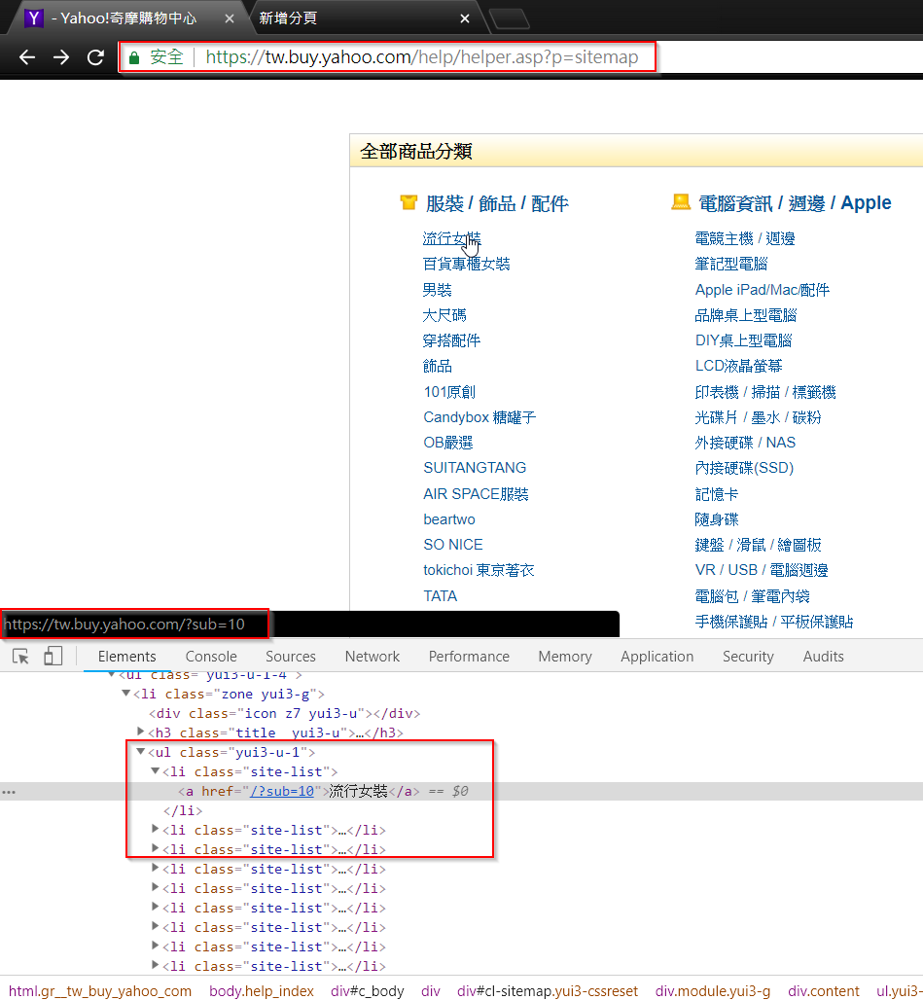 - Yahoo!奇摩購物中心
新增分頁
安全 https://tw.buy.yahoo.com/help/helper.asp?p=sitemap
全部商品分類
服裝 / 飾品 / 配件
流行女裝
百貨專櫃女裝
男裝
大尺碼
穿搭配件
飾品
101原創
Candybox 糖罐子
OB嚴選
SUITANGTANG
AIR SPACE服裝
beartwo
SO NICE
tokichoi 東京著衣
TATA
電腦資訊 / 週邊 / Apple
電競主機 / 週邊
筆記型電腦
Apple iPad/Mac/配件
品牌桌上型電腦
DIY桌上型電腦
LCD液晶螢幕
印表機 / 掃描 / 標籤機
光碟片 / 墨水 / 碳粉
外接硬碟 / NAS
內接硬碟(SSD)
記憶卡
隨身碟
鍵盤 / 滑鼠 / 繪圖板
VR / USB / 電腦週邊
電腦包 / 筆電內袋
手機保護貼 / 平板保護貼
https://tw.buy.yahoo.com/?sub=10
Elements Console Sources Network Performance Memory Application Security Audits
<ul class="yui3-u-1-4">
<li class="zone yui3-g">
<div class="icon z7 yui3-u"></div>
<h3 class="title  yui3-u">…</h3>
<ul class="yui3-u-1">
<li class="site-list">
<a href="/?sub=10">流行女裝</a> == $0
</li>
<li class="site-list">…</li>
<li class="site-list">…</li>
<li class="site-list">…</li>
<li class="site-list">…</li>
<li class="site-list">…</li>
<li class="site-list">…</li>
<li class="site-list">…</li>
<li class="site-list">…</li>
html.gr__tw_buy_yahoo_com body.help_index div#c_body div div#cl-sitemap.yui3-cssreset div.module.yui3-g div.content ul.yui3-